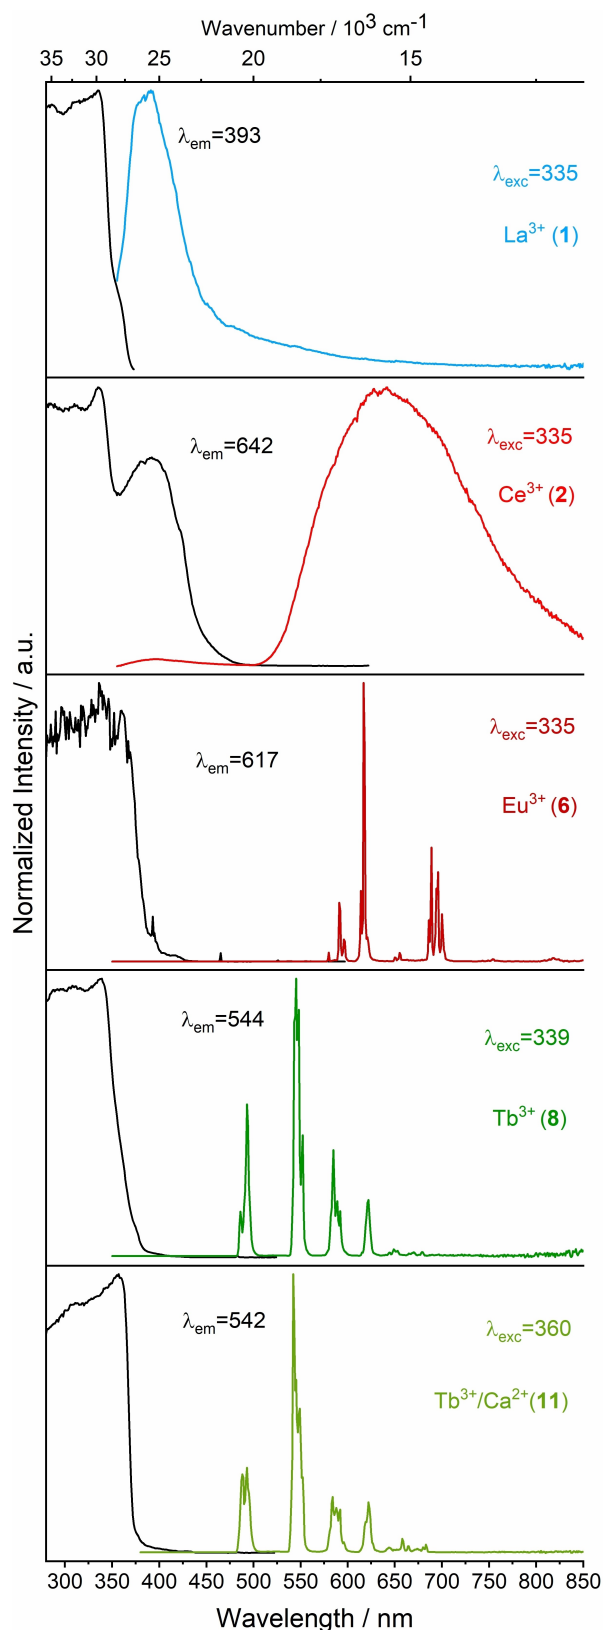 Wavenumber / 10³ cm⁻¹
35 30 25 20 15
λem=393
λexc=335
La³⁺ (1)
λem=642
λexc=335
Ce³⁺ (2)
Normalized Intensity / a.u.
λem=617
λexc=335
Eu³⁺ (6)
λem=544
λexc=339
Tb³⁺ (8)
λem=542
λexc=360
Tb³⁺/Ca²⁺(11)
300 350 400 450 500 550 600 650 700 750 800 850
Wavelength / nm